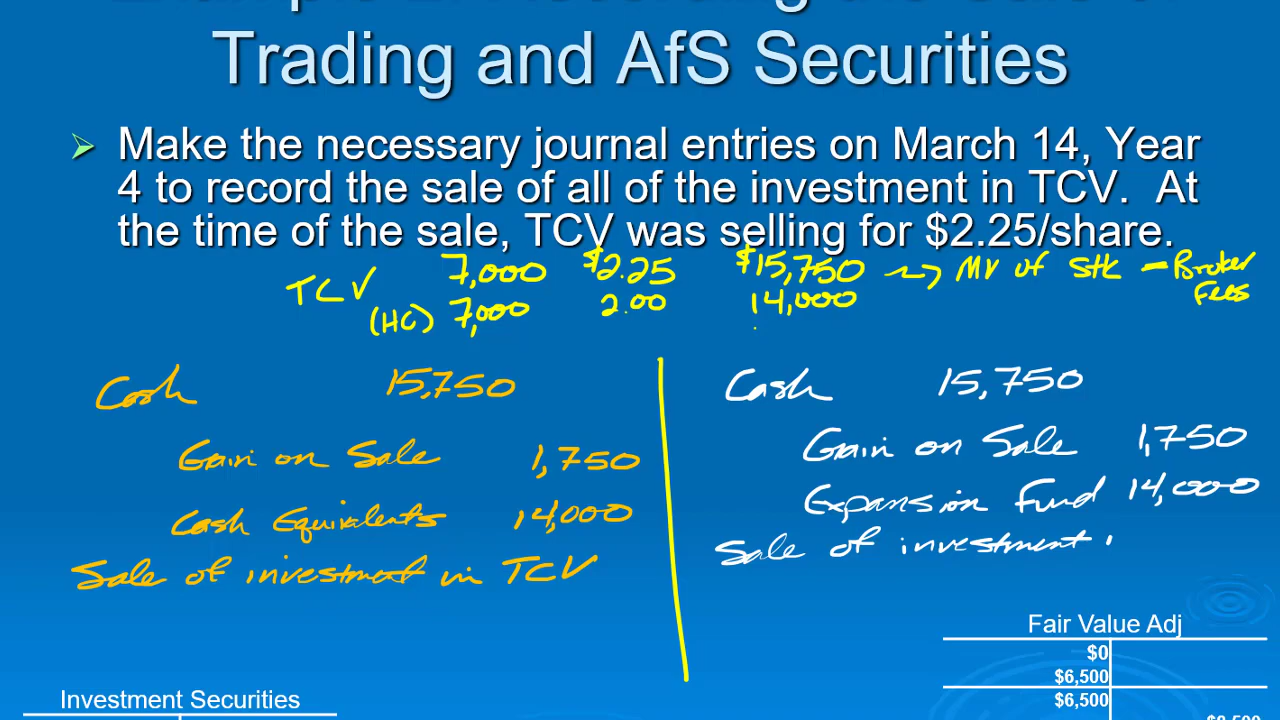 Trading and AfS Securities
Make the necessary journal entries on March 14, Year
4 to record the sale of all of the investment in TCV. At
the time of the sale, TCV was selling for $2.25/share.
TCV 7,000 $2.25 $15,750 → MV of Stk - Broker Fees
(HC) 7,000 2.00 14,000
Cash 15,750
Gain on Sale 1,750
Cash Equivalents 14,000
Sale of investment in TCV
Cash 15,750
Gain on Sale 1,750
Expansion Fund 14,000
Sale of investment
Fair Value Adj
$0
$6,500
$6,500
Investment Securities